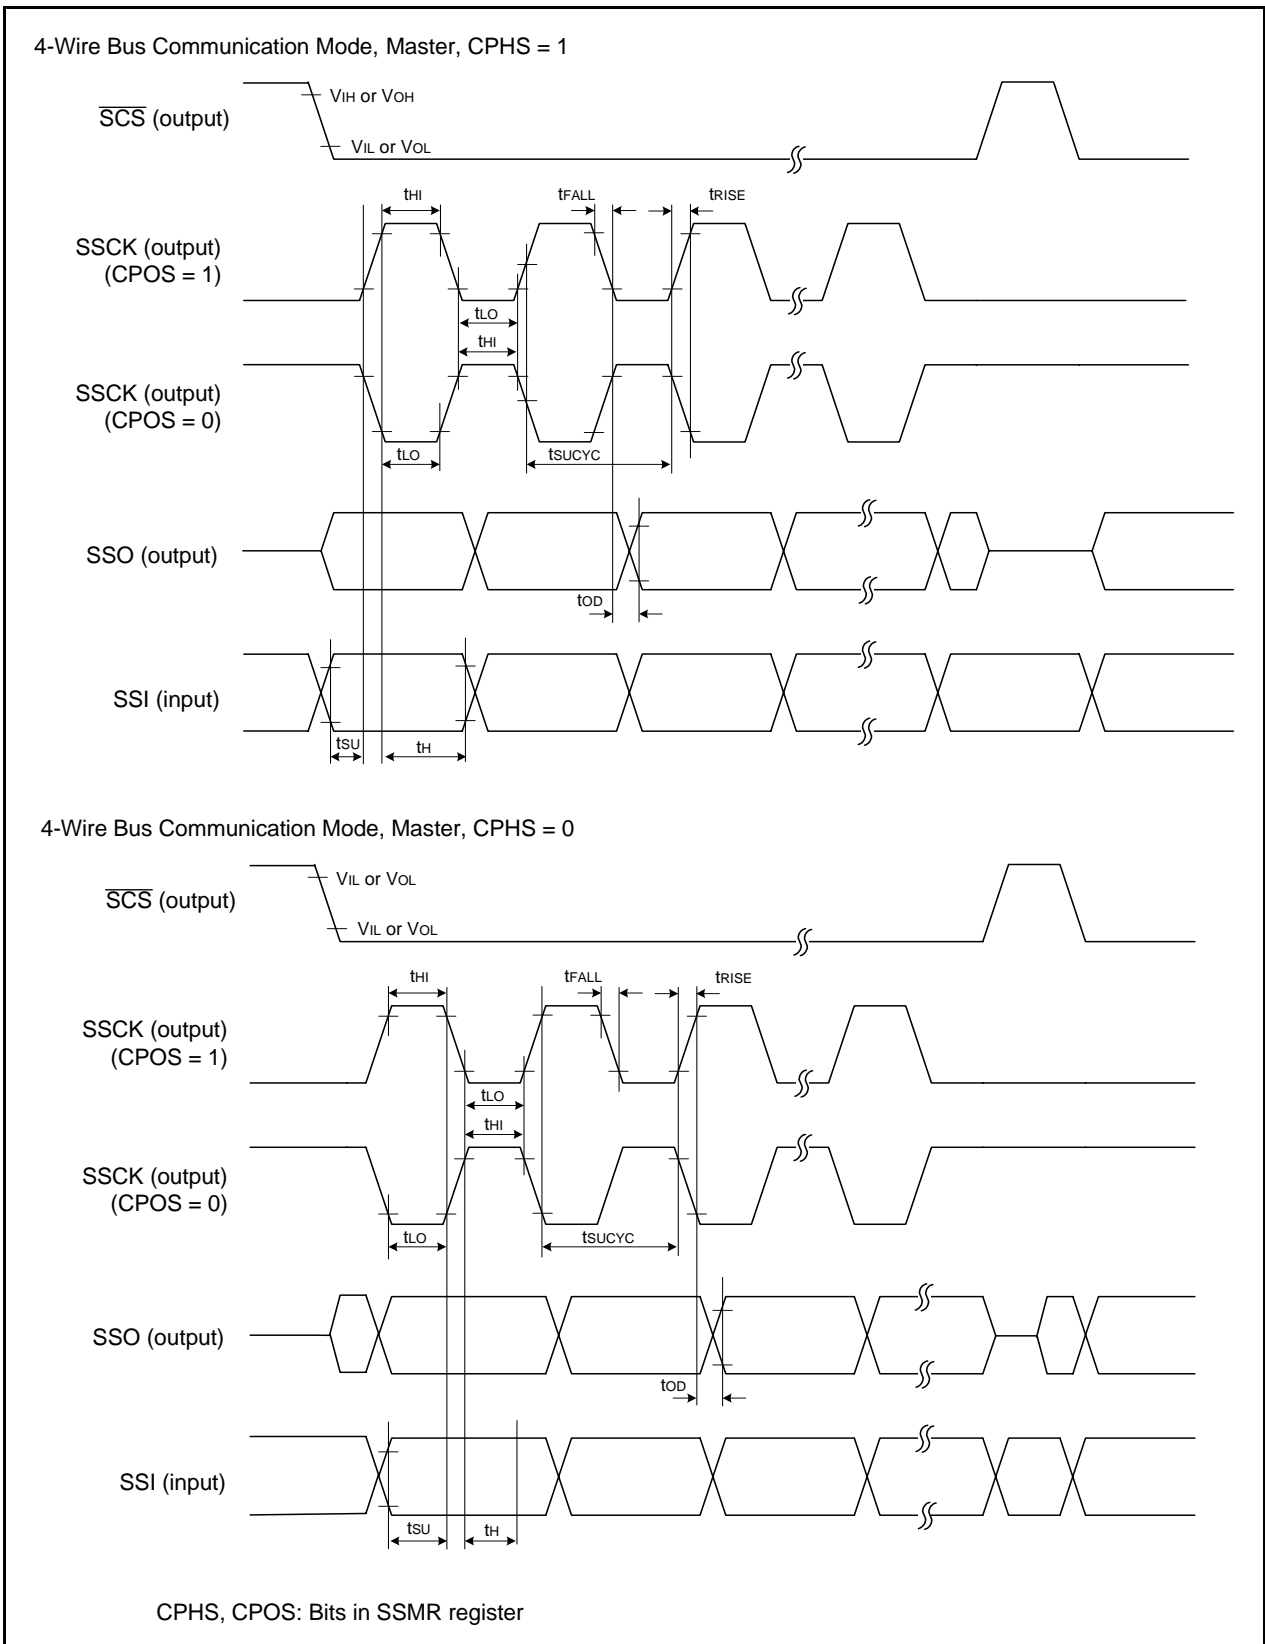 4-Wire Bus Communication Mode, Master, CPHS = 1
VIH or VOH
SCS (output)
VIL or VOL
tHI
tFALL
tRISE
SSCK (output)
(CPOS = 1)
tLO
tHI
SSCK (output)
(CPOS = 0)
tLO
tSUCYC
SSO (output)
tOD
SSI (input)
tSU
tH
4-Wire Bus Communication Mode, Master, CPHS = 0
VIL or VOL
SCS (output)
VIL or VOL
tHI
tFALL
tRISE
SSCK (output)
(CPOS = 1)
tLO
tHI
SSCK (output)
(CPOS = 0)
tLO
tSUCYC
SSO (output)
tOD
SSI (input)
tSU
tH
CPHS, CPOS: Bits in SSMR register